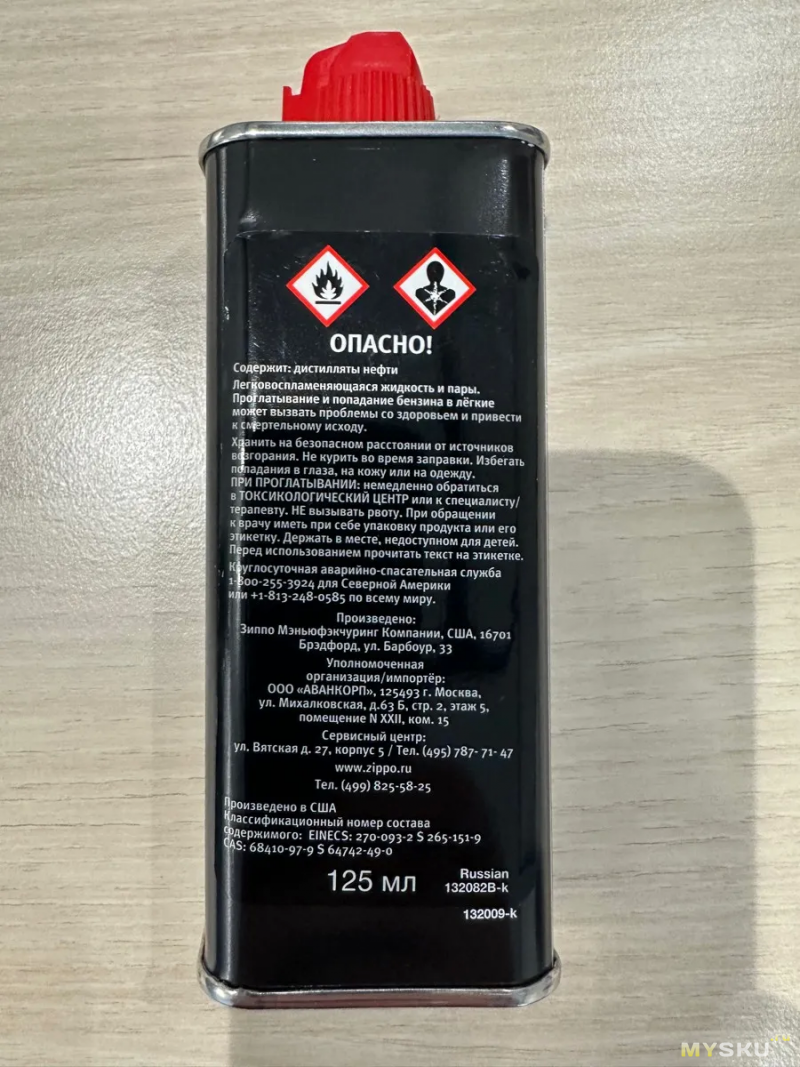 ОПАСНО!
Содержит: дистилляты нефти
Легковоспламеняющаяся жидкость и пары.
Проглатывание и попадание бензина в лёгкие
может вызвать проблемы со здоровьем и привести
к смертельному исходу.
Хранить на безопасном расстоянии от источников
возгорания. Не курить во время заправки. Избегать
попадания в глаза, на кожу или на одежду.
ПРИ ПРОГЛАТЫВАНИИ: немедленно обратиться
в ТОКСИКОЛОГИЧЕСКИЙ ЦЕНТР или к специалисту/
терапевту. НЕ вызывать рвоту. При обращении
к врачу иметь при себе упаковку продукта или его
этикетку. Держать в месте, недоступном для детей.
Перед использованием прочитать текст на этикетке.
Круглосуточная аварийно-спасательная служба
1-800-255-3924 для Северной Америки
или +1-813-248-0585 по всему миру.
Произведено:
Зиппо Мэньюфэкчуринг Компании, США, 16701
Брэдфорд, ул. Барбоур, 33
Уполномоченная
организация/импортёр:
ООО «АВАНКОРП», 125493 г. Москва,
ул. Михалковская, д.63 Б, стр. 2, этаж 5,
помещение N XXII, ком. 15
Сервисный центр:
ул. Вятская д. 27, корпус 5 / Тел. (495) 787- 71- 47
www.zippo.ru
Тел. (499) 825-58-25
Произведено в США
Классификационный номер состава
содержимого: EINECS: 270-093-2 S 265-151-9
CAS: 68410-97-9 S 64742-49-0
125 мл
Russian
132082B-k
132009-k
MYSKU.ru